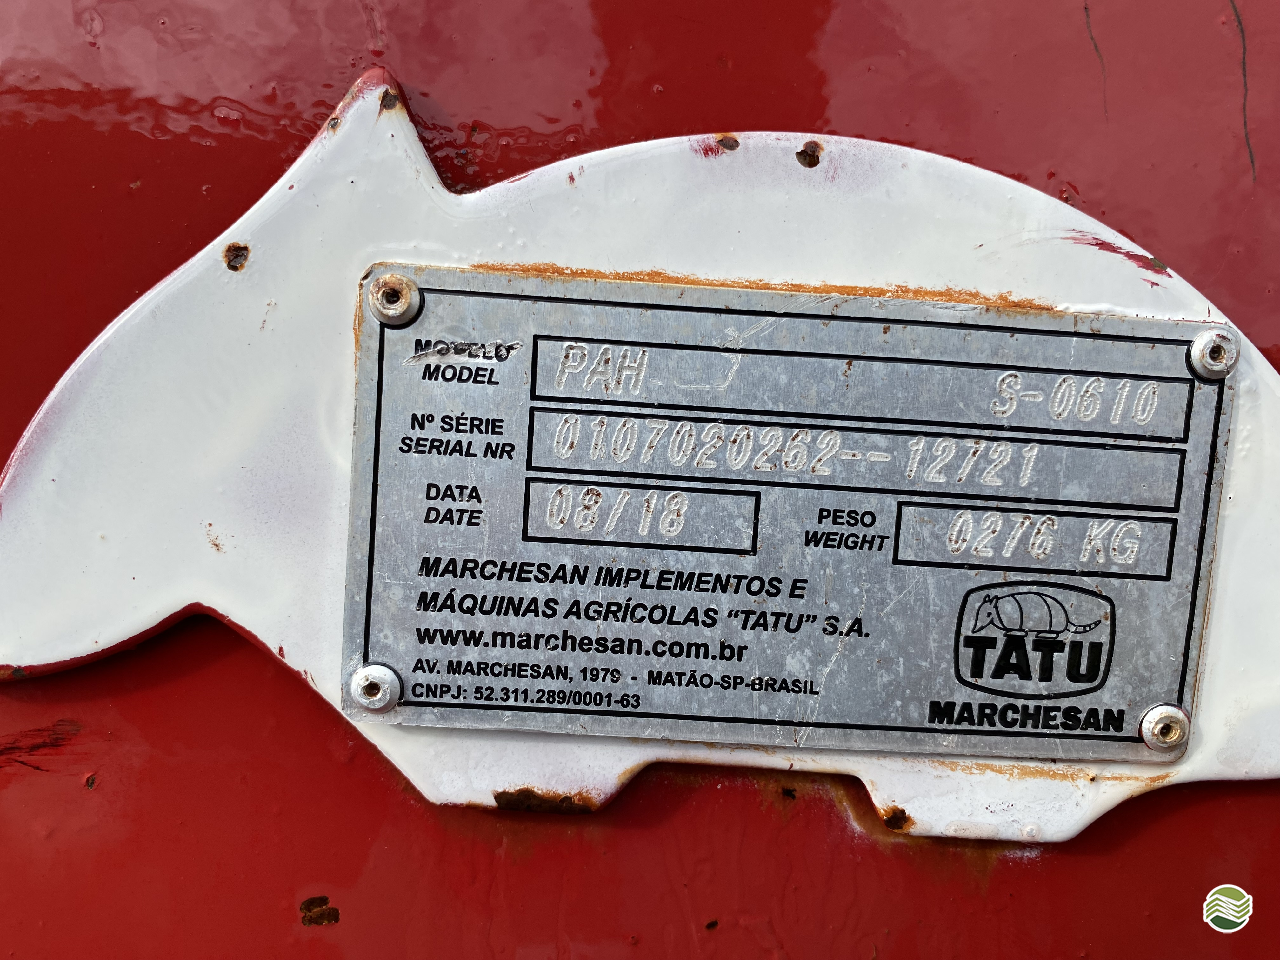 MODELO
MODEL
PAH S-0610
Nº SÉRIE
SERIAL NR
0107020262--12721
DATA
DATE
08/18
PESO
WEIGHT
0276 KG
MARCHESAN IMPLEMENTOS E
MÁQUINAS AGRÍCOLAS “TATU” S.A.
www.marchesan.com.br
AV. MARCHESAN, 1979 - MATÃO-SP-BRASIL
CNPJ: 52.311.289/0001-63
TATU
MARCHESAN